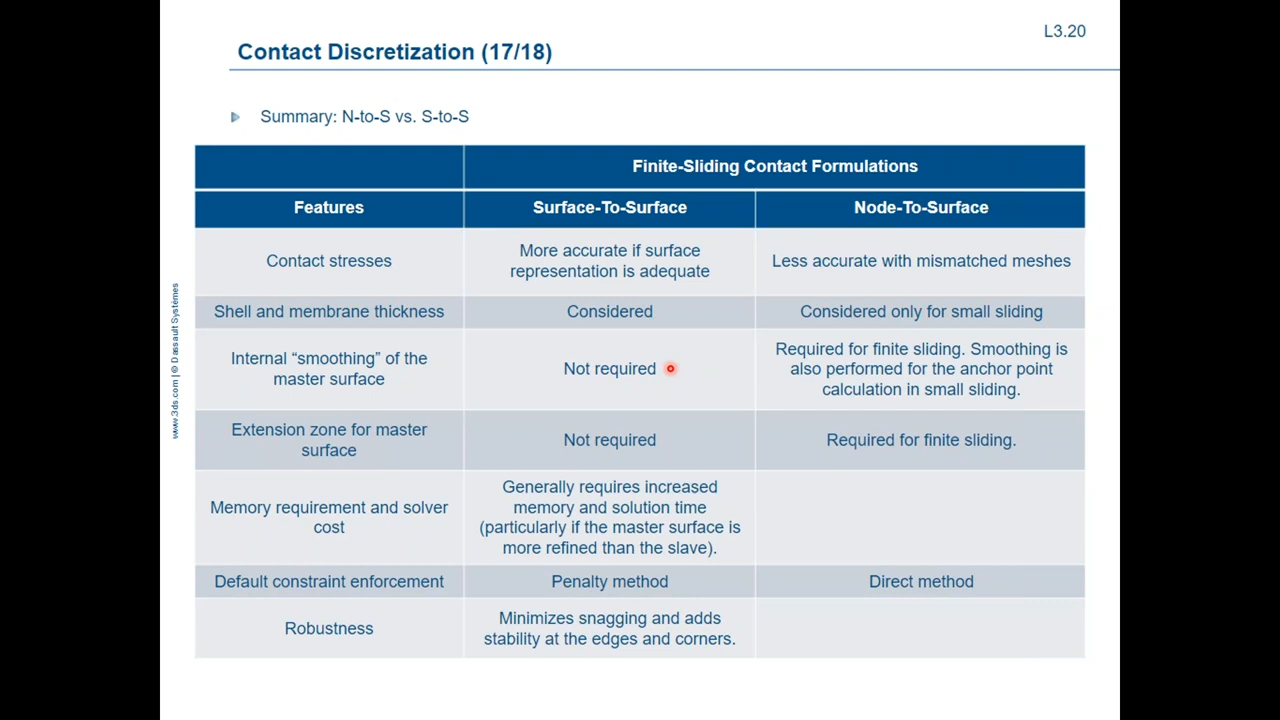 L3.20
Contact Discretization (17/18)
Summary: N-to-S vs. S-to-S
Finite-Sliding Contact Formulations
Features
Surface-To-Surface
Node-To-Surface
Contact stresses
More accurate if surface
representation is adequate
Less accurate with mismatched meshes
Shell and membrane thickness
Considered
Considered only for small sliding
Internal “smoothing” of the
master surface
Not required
Required for finite sliding. Smoothing is
also performed for the anchor point
calculation in small sliding.
Extension zone for master
surface
Not required
Required for finite sliding.
Memory requirement and solver
cost
Generally requires increased
memory and solution time
(particularly if the master surface is
more refined than the slave).
Default constraint enforcement
Penalty method
Direct method
Robustness
Minimizes snagging and adds
stability at the edges and corners.
www.3ds.com | © Dassault Systèmes